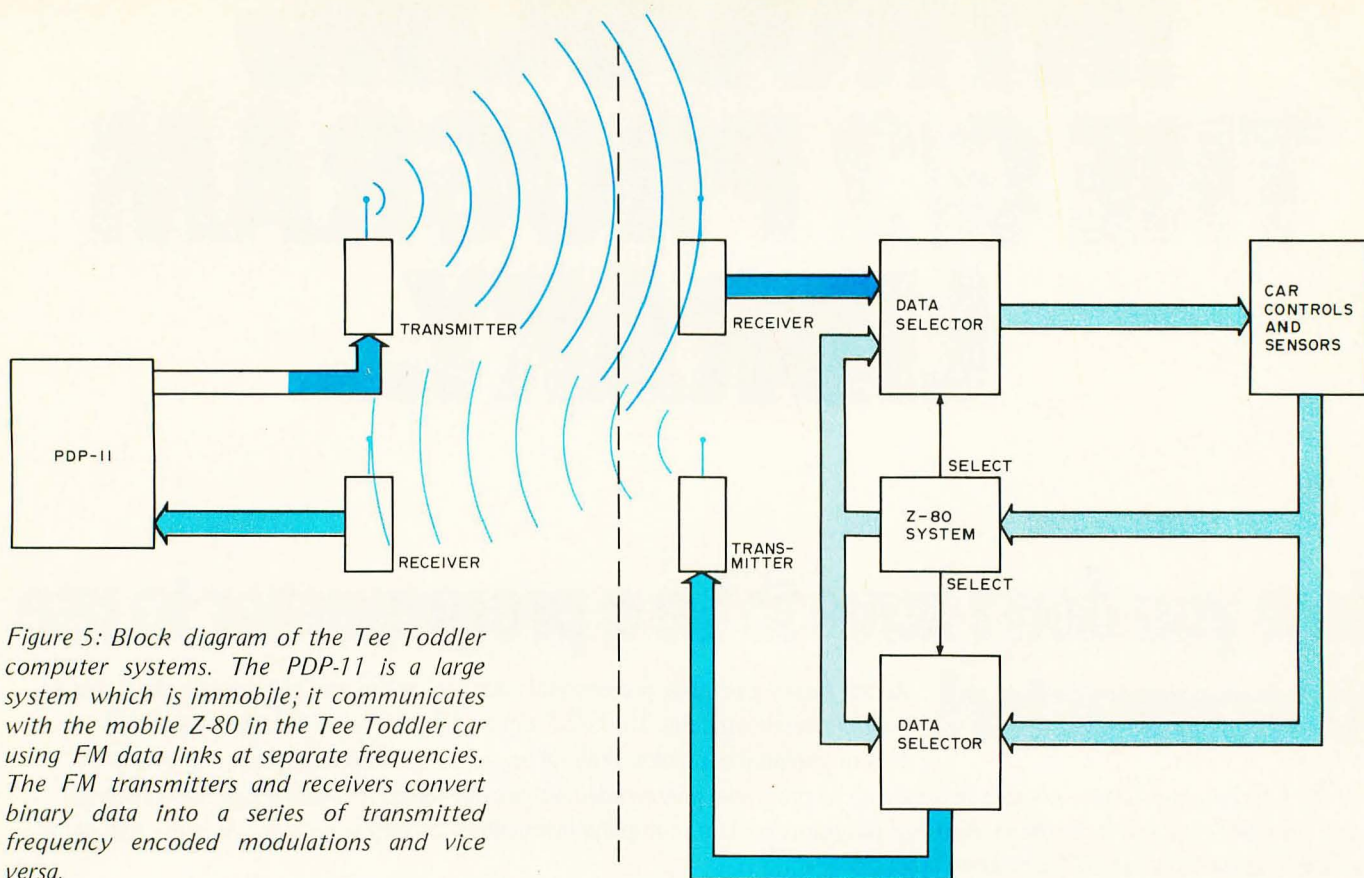 TRANSMITTER
RECEIVER
DATA
SELECTOR
CAR
CONTROLS
AND
SENSORS
PDP-11
SELECT
Z-80
SYSTEM
SELECT
RECEIVER
TRANS-
MITTER
DATA
SELECTOR
Figure 5: Block diagram of the Tee Toddler
computer systems. The PDP-11 is a large
system which is immobile; it communicates
with the mobile Z-80 in the Tee Toddler car
using FM data links at separate frequencies.
The FM transmitters and receivers convert
binary data into a series of transmitted
frequency encoded modulations and vice
versa.